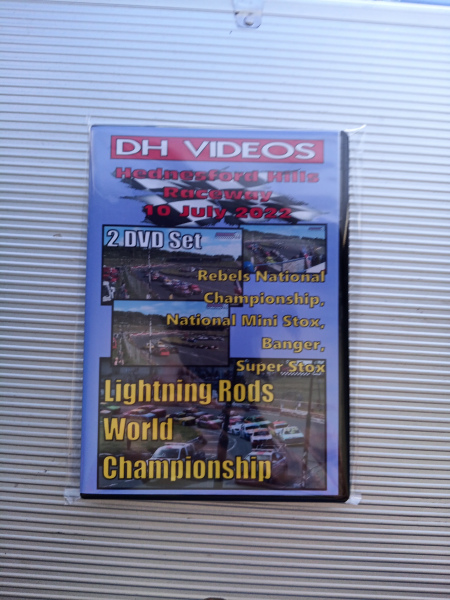 DH VIDEOS
Hednesford Hills
Raceway
10 July 2022
2 DVD Set
Rebels National
Championship,
National Mini Stox,
Banger,
Super Stox
Lightning Rods
World
Championship